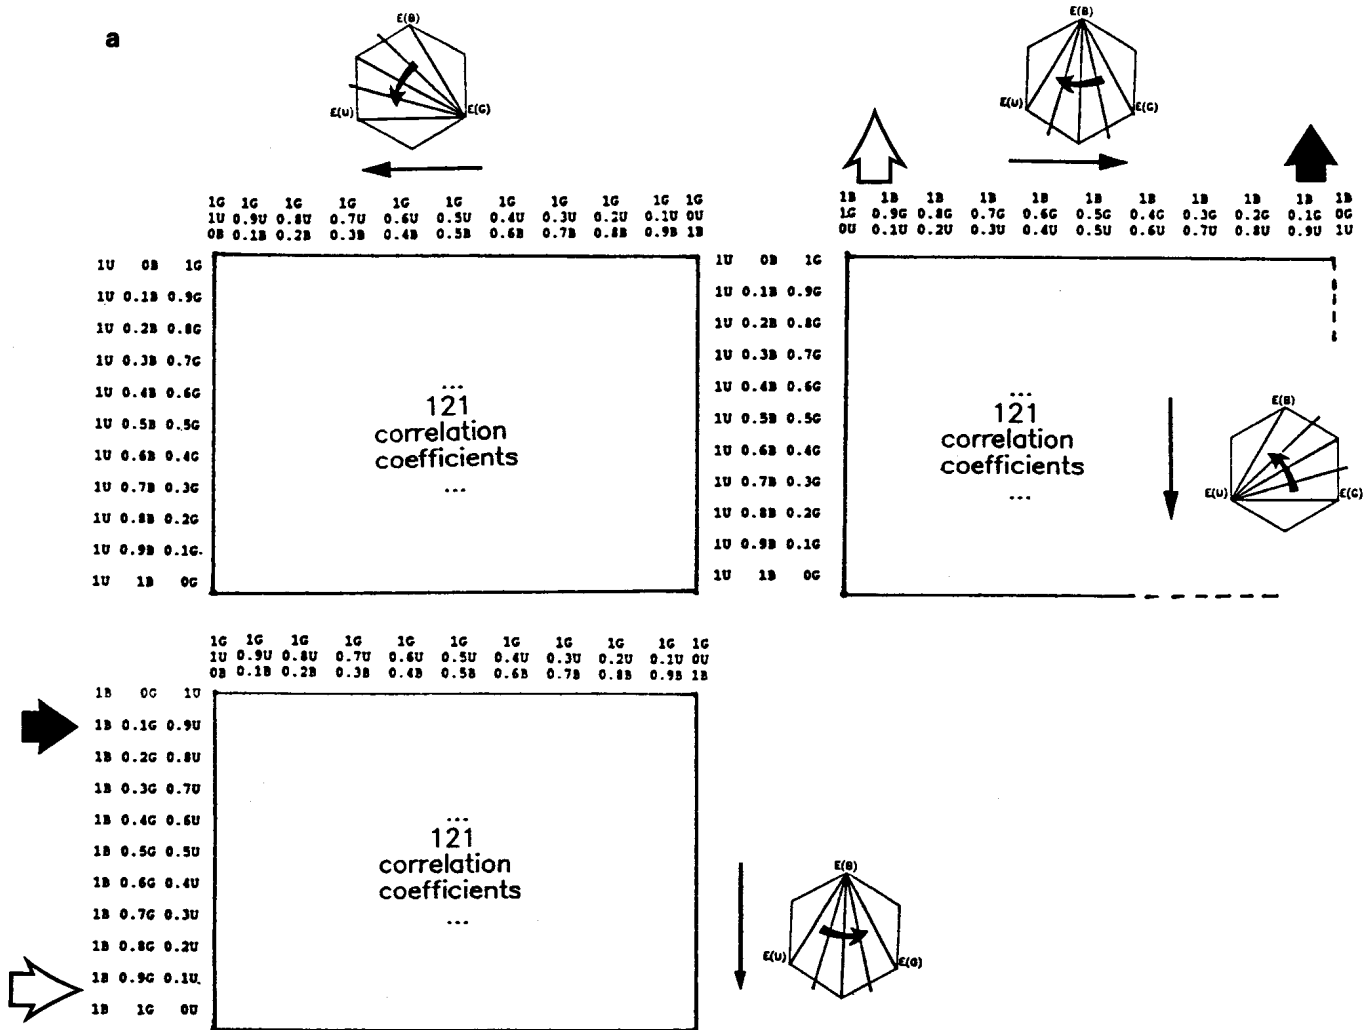 a
E(B)
E(U)
E(G)
E(B)
E(U)
E(G)
1G 1G 1G 1G 1G 1G 1G 1G 1G 1G 1G
1U 0.9U 0.8U 0.7U 0.6U 0.5U 0.4U 0.3U 0.2U 0.1U 0U
0B 0.1B 0.2B 0.3B 0.4B 0.5B 0.6B 0.7B 0.8B 0.9B 1B
1B 1B 1B 1B 1B 1B 1B 1B 1B 1B 1B
1G 0.9G 0.8G 0.7G 0.6G 0.5G 0.4G 0.3G 0.2G 0.1G 0G
0U 0.1U 0.2U 0.3U 0.4U 0.5U 0.6U 0.7U 0.8U 0.9U 1U
1U 0B 1G
1U 0.1B 0.9G
1U 0.2B 0.8G
1U 0.3B 0.7G
1U 0.4B 0.6G
1U 0.5B 0.5G
1U 0.6B 0.4G
1U 0.7B 0.3G
1U 0.8B 0.2G
1U 0.9B 0.1G.
1U 1B 0G
...
121
correlation
coefficients
...
1U 0B 1G
1U 0.1B 0.9G
1U 0.2B 0.8G
1U 0.3B 0.7G
1U 0.4B 0.6G
1U 0.5B 0.5G
1U 0.6B 0.4G
1U 0.7B 0.3G
1U 0.8B 0.2G
1U 0.9B 0.1G
1U 1B 0G
...
121
correlation
coefficients
...
E(B)
E(U)
E(G)
1G 1G 1G 1G 1G 1G 1G 1G 1G 1G 1G
1U 0.9U 0.8U 0.7U 0.6U 0.5U 0.4U 0.3U 0.2U 0.1U 0U
0B 0.1B 0.2B 0.3B 0.4B 0.5B 0.6B 0.7B 0.8B 0.9B 1B
1B 0G 1U
1B 0.1G 0.9U
1B 0.2G 0.8U
1B 0.3G 0.7U
1B 0.4G 0.6U
1B 0.5G 0.5U
1B 0.6G 0.4U
1B 0.7G 0.3U
1B 0.8G 0.2U
1B 0.9G 0.1U.
1B 1G 0U
...
121
correlation
coefficients
...
E(B)
E(U)
E(G)